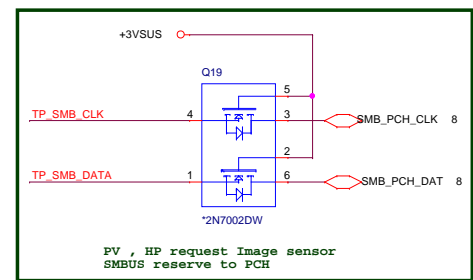 +3VSUS
Q19
5
TP_SMB_CLK 4 3 SMB_PCH_CLK 8
2
TP_SMB_DATA 1 6 SMB_PCH_DAT 8
*2N7002DW
PV , HP request Image sensor
SMBUS reserve to PCH